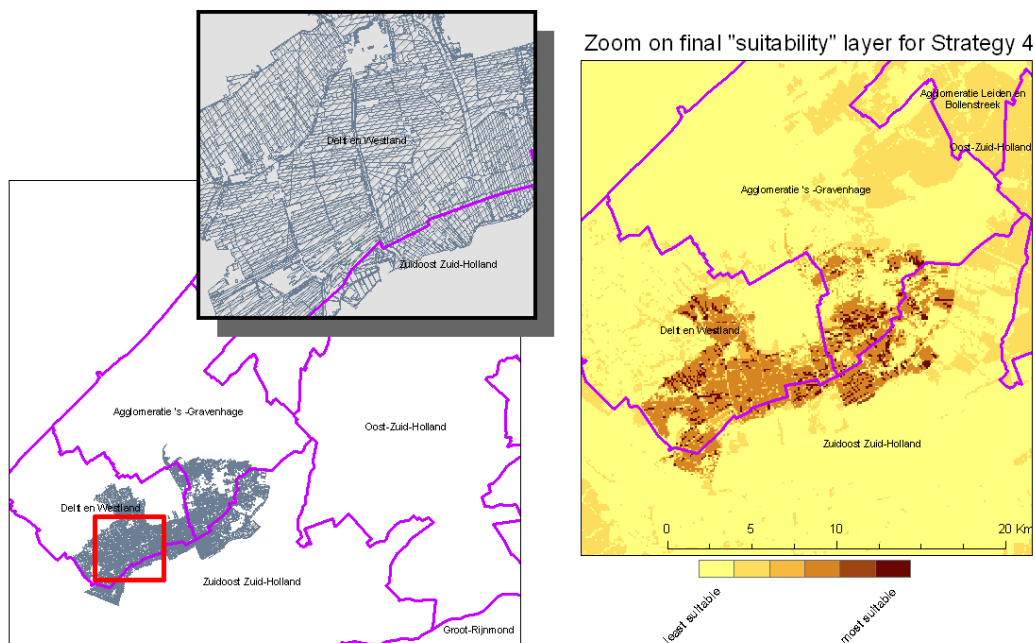 Delft en Westland
Zuidoost Zuid-Holland
Agglomeratie 's -Gravenhage
Oost-Zuid-Holland
Delft en Westland
Zuidoost Zuid-Holland
Groot-Rijnmond
Zoom on final "suitability" layer for Strategy 4
Agglomeratie Leiden en
Bollenstreek
Oost-Zuid-Holland
Agglomeratie 's -Gravenhage
Delft en Westland
Zuidoost Zuid-Holland
0 5 10 20 Km
least suitable
most suitable